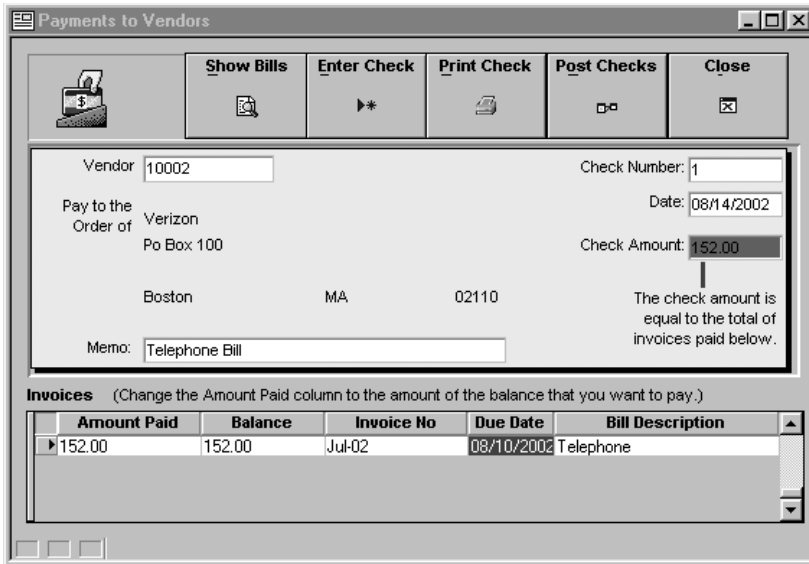 Payments to Vendors
Show Bills Enter Check Print Check Post Checks Close
Vendor 10002 Check Number: 1
Pay to the Order of Verizon Date: 08/14/2002
Po Box 100 Check Amount: 152.00
Boston MA 02110
The check amount is
equal to the total of
invoices paid below.
Memo: Telephone Bill
Invoices (Change the Amount Paid column to the amount of the balance that you want to pay.)
Amount Paid Balance Invoice No Due Date Bill Description
152.00 152.00 Jul-02 08/10/2002 Telephone